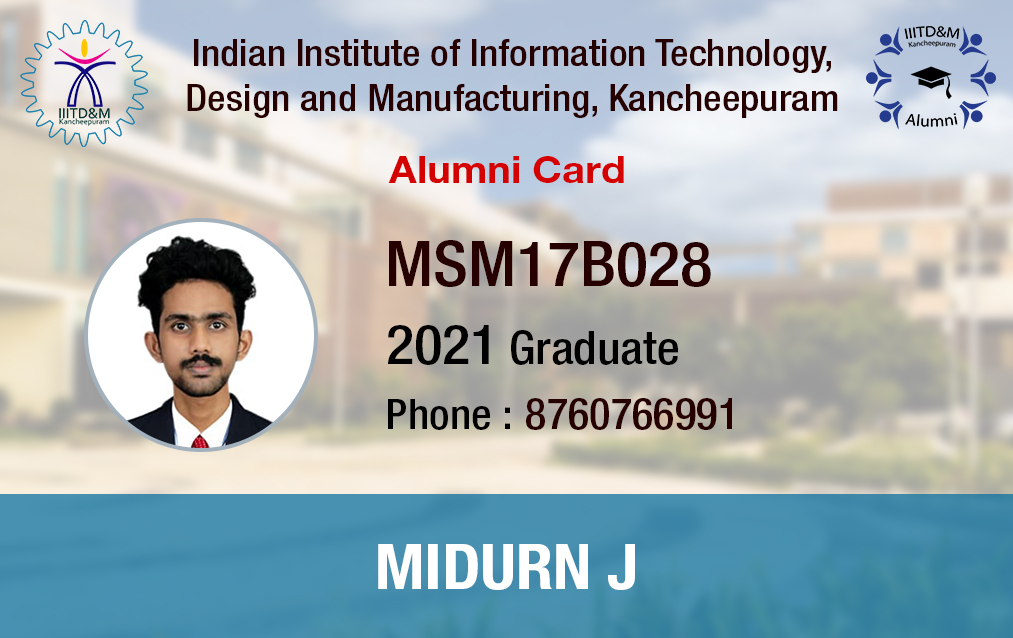 Indian Institute of Information Technology,
Design and Manufacturing, Kancheepuram
IIITD&M
Kancheepuram
IIITD&M
Kancheepuram
Alumni
Alumni Card
MSM17B028
2021 Graduate
Phone : 8760766991
MIDURN J